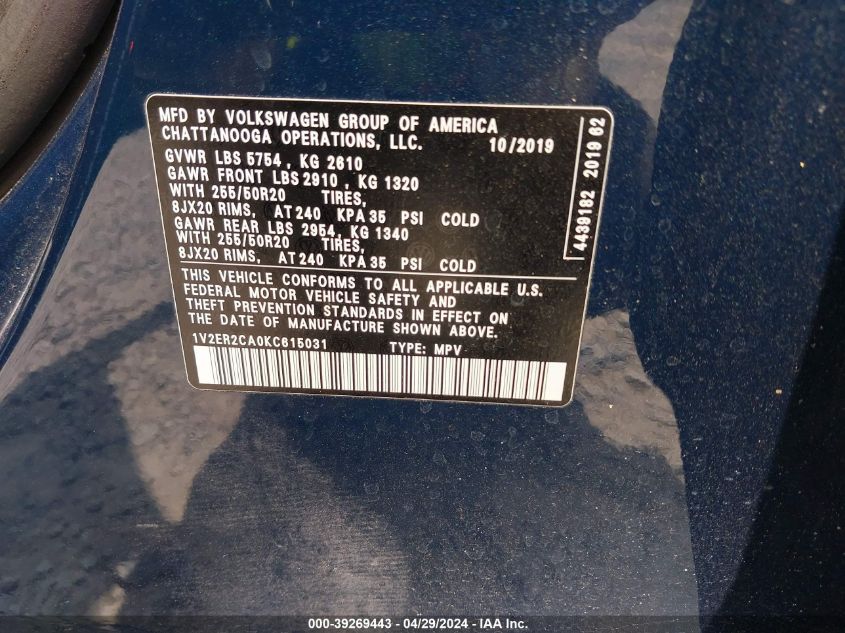 MFD BY VOLKSWAGEN GROUP OF AMERICA
CHATTANOOGA OPERATIONS, LLC. 10/2019
GVWR LBS 5754 , KG 2610
GAWR FRONT LBS 2910 , KG 1320
WITH 255/50R20 TIRES,
8JX20 RIMS, AT 240 KPA 35 PSI COLD
GAWR REAR LBS 2954, KG 1340
WITH 255/50R20 TIRES,
8JX20 RIMS, AT 240 KPA 35 PSI COLD
THIS VEHICLE CONFORMS TO ALL APPLICABLE U.S.
FEDERAL MOTOR VEHICLE SAFETY AND
THEFT PREVENTION STANDARDS IN EFFECT ON
THE DATE OF MANUFACTURE SHOWN ABOVE.
1V2ER2CA0KC615031 TYPE: MPV
4439182 2019 62
000-39269443 - 04/29/2024 - IAA Inc.